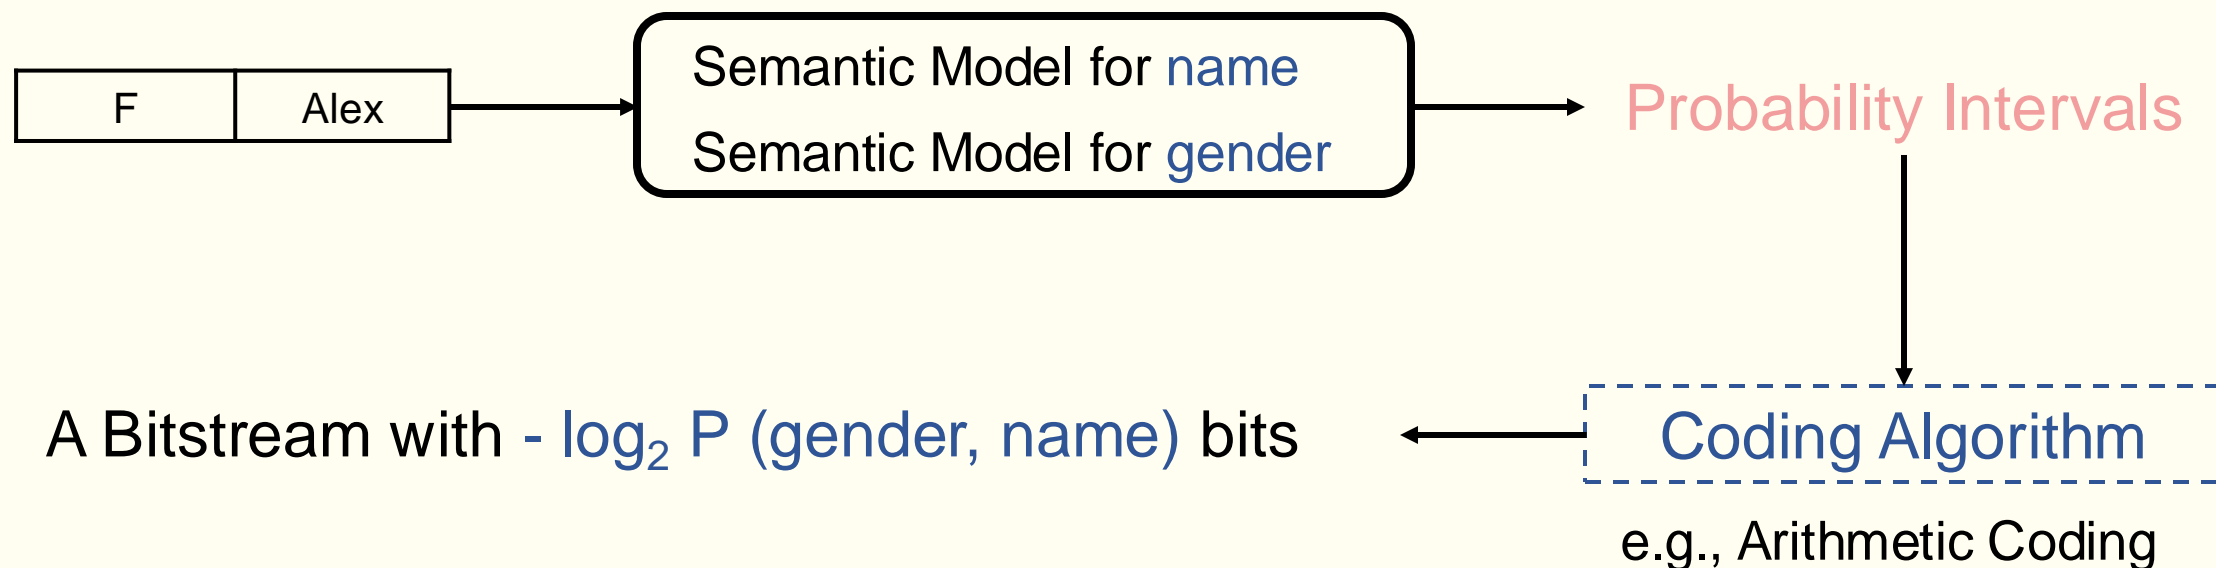 F
Alex
Semantic Model for name
Semantic Model for gender
Probability Intervals
Coding Algorithm
e.g., Arithmetic Coding
A Bitstream with - log₂ P (gender, name) bits